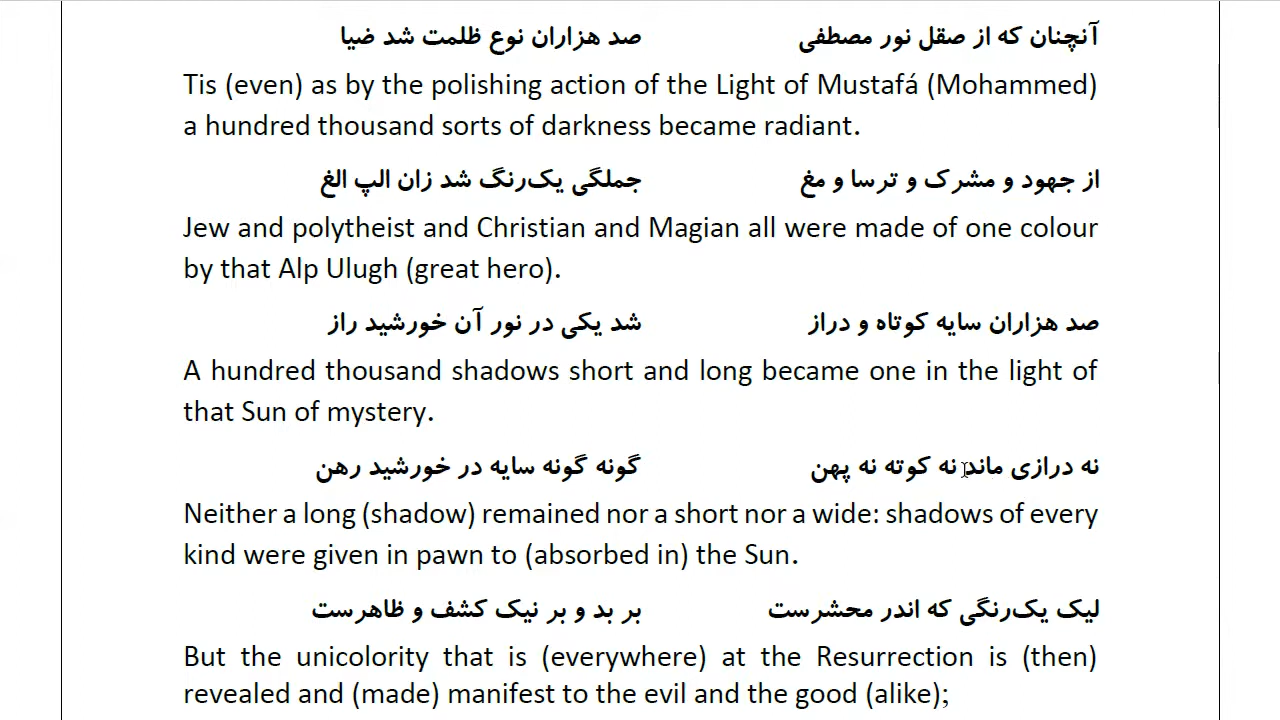 آنچنان که از صقل نور مصطفی صد هزاران نوع ظلمت شد ضیا
Tis (even) as by the polishing action of the Light of Mustafá (Mohammed)
a hundred thousand sorts of darkness became radiant.
از جهود و مشرک و ترسا و مغ جملگی یک‌رنگ شد زان الپ الغ
Jew and polytheist and Christian and Magian all were made of one colour
by that Alp Ulugh (great hero).
صد هزاران سایه کوتاه و دراز شد یکی در نور آن خورشید راز
A hundred thousand shadows short and long became one in the light of
that Sun of mystery.
نه درازی ماند نه کوته نه پهن گونه گونه سایه در خورشید رهن
Neither a long (shadow) remained nor a short nor a wide: shadows of every
kind were given in pawn to (absorbed in) the Sun.
لیک یک‌رنگی که اندر محشرست بر بد و بر نیک کشف و ظاهرست
But the unicolority that is (everywhere) at the Resurrection is (then)
revealed and (made) manifest to the evil and the good (alike);